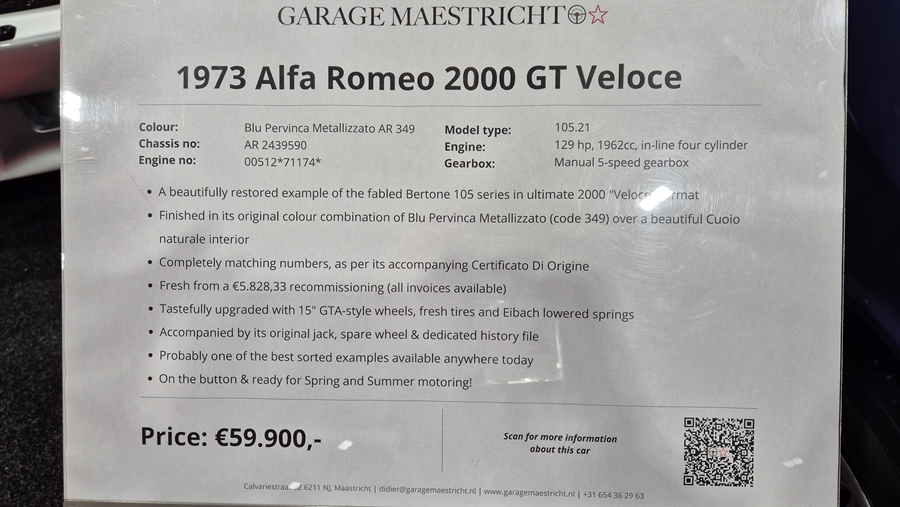 GARAGE MAESTRICHT
1973 Alfa Romeo 2000 GT Veloce
Colour: Blu Pervinca Metallizzato AR 349
Chassis no: AR 2439590
Engine no: 00512*71174*
Model type: 105.21
Engine: 129 hp, 1962cc, in-line four cylinder
Gearbox: Manual 5-speed gearbox
• A beautifully restored example of the fabled Bertone 105 series in ultimate 2000
• Finished in its original colour combination of Blu Pervinca Metallizzato (code 349) over a beautiful Cuoio
naturale interior
• Completely matching numbers, as per its accompanying Certificato Di Origine
• Fresh from a €5.828,33 recommissioning (all invoices available)
• Tastefully upgraded with 15" GTA-style wheels, fresh tires and Eibach lowered springs
• Accompanied by its original jack, spare wheel & dedicated history file
• Probably one of the best sorted examples available anywhere today
• On the button & ready for Spring and Summer motoring!
Price: €59.900,-
Scan for more information
about this car
6211 NJ, Maastricht | didier@garagemaestricht.nl | www.garagemaestricht.nl | +31 654 36 29 63